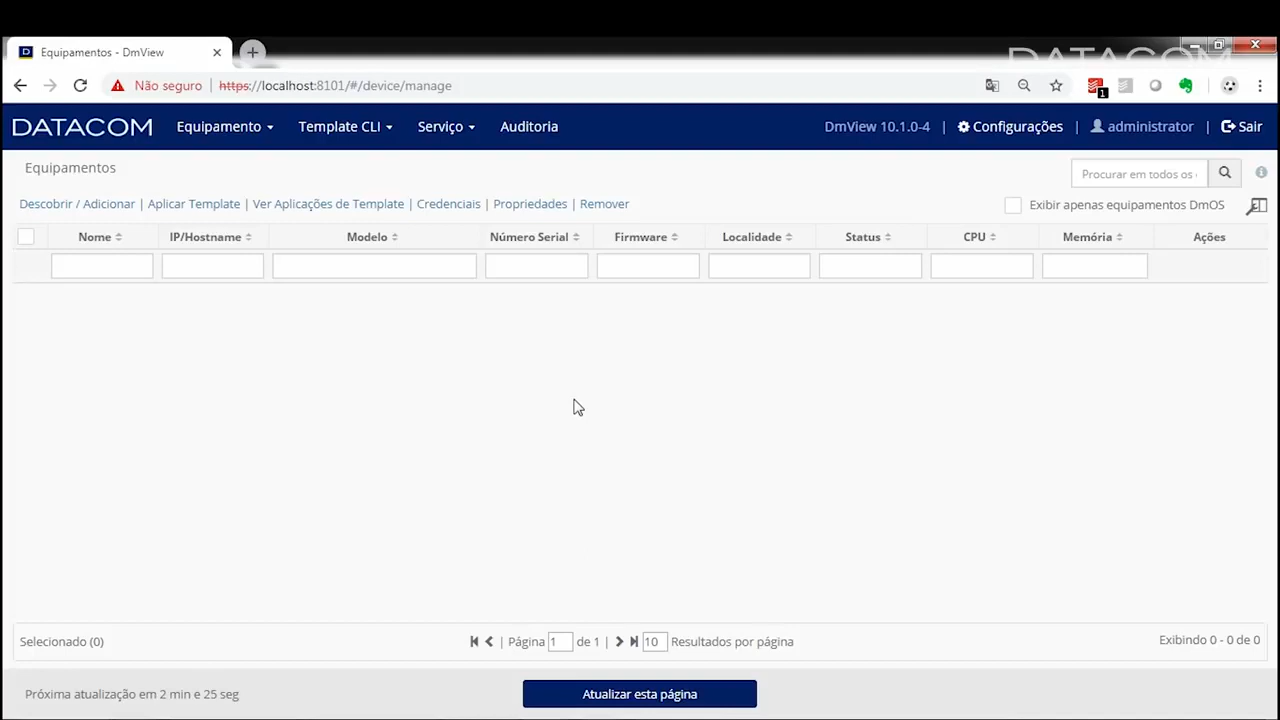 Equipamentos - DmView
DATACOM
Não seguro | https://localhost:8101/#/device/manage
1
DATACOM Equipamento Template CLI Serviço Auditoria DmView 10.1.0-4 | Configurações | administrator | Sair
Equipamentos
Procurar em todos os
Descobrir / Adicionar | Aplicar Template | Ver Aplicações de Template | Credenciais | Propriedades | Remover
Exibir apenas equipamentos DmOS
Nome IP/Hostname Modelo Número Serial Firmware Localidade Status CPU Memória Ações
Selecionado (0)
| Página 1 de 1 | 10 Resultados por página
Exibindo 0 - 0 de 0
Próxima atualização em 2 min e 25 seg
Atualizar esta página